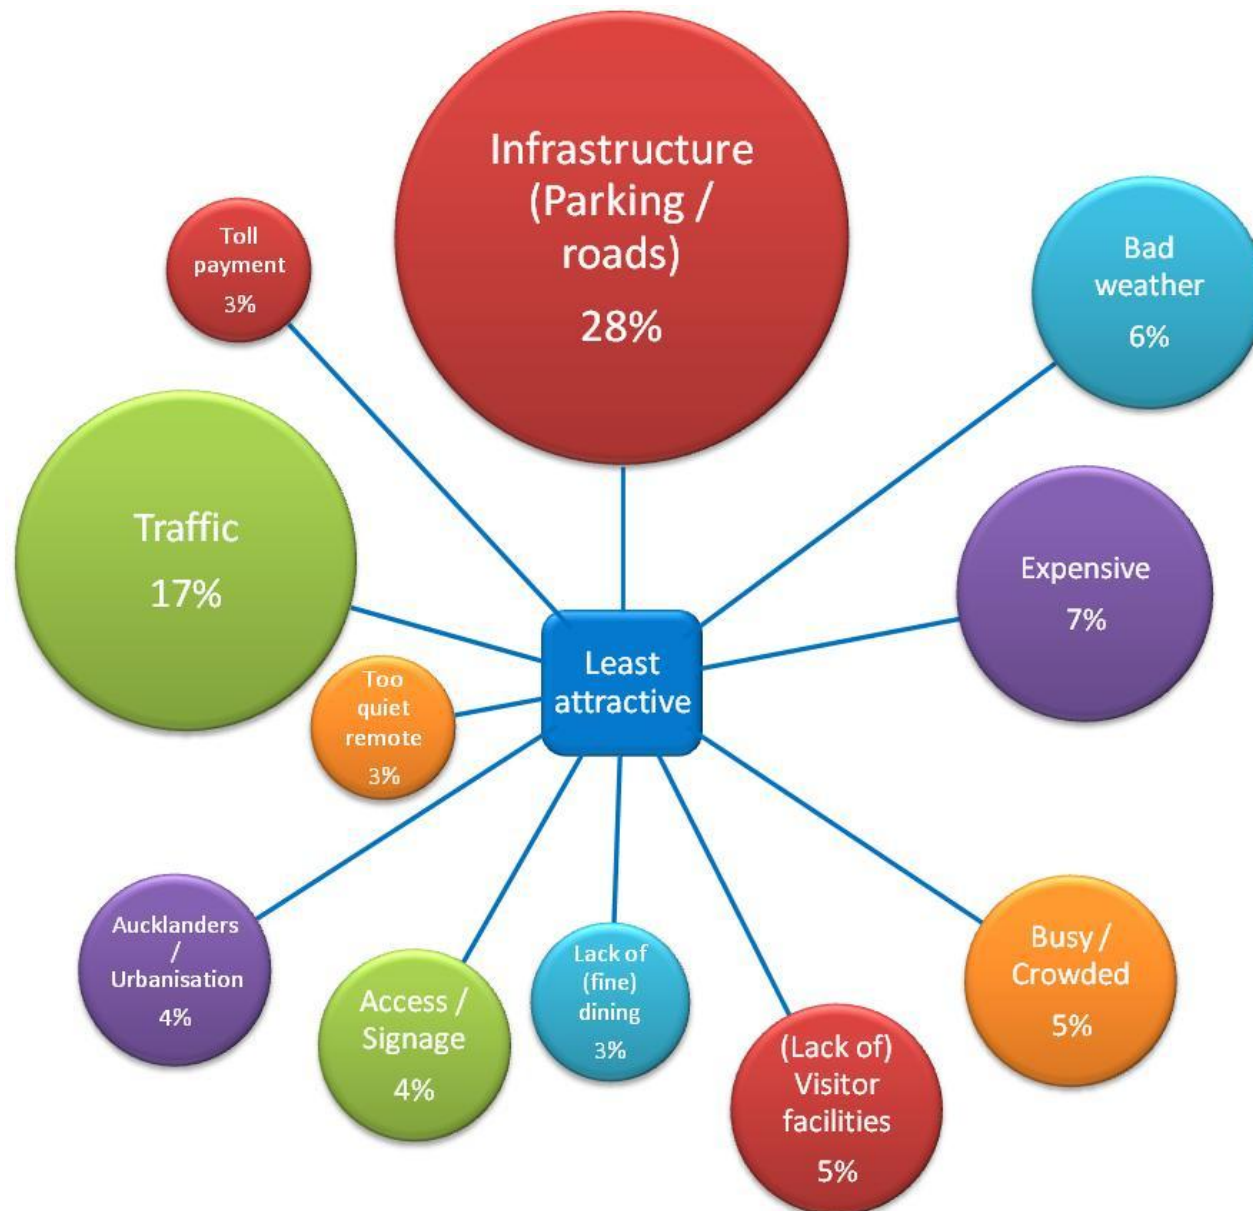 Infrastructure
(Parking /
roads)
28%
Toll
payment
3%
Bad
weather
6%
Traffic
17%
Expensive
7%
Least
attractive
Too
quiet
remote
3%
Aucklanders
/
Urbanisation
4%
Access /
Signage
4%
Lack of
(fine)
dining
3%
(Lack of)
Visitor
facilities
5%
Busy /
Crowded
5%